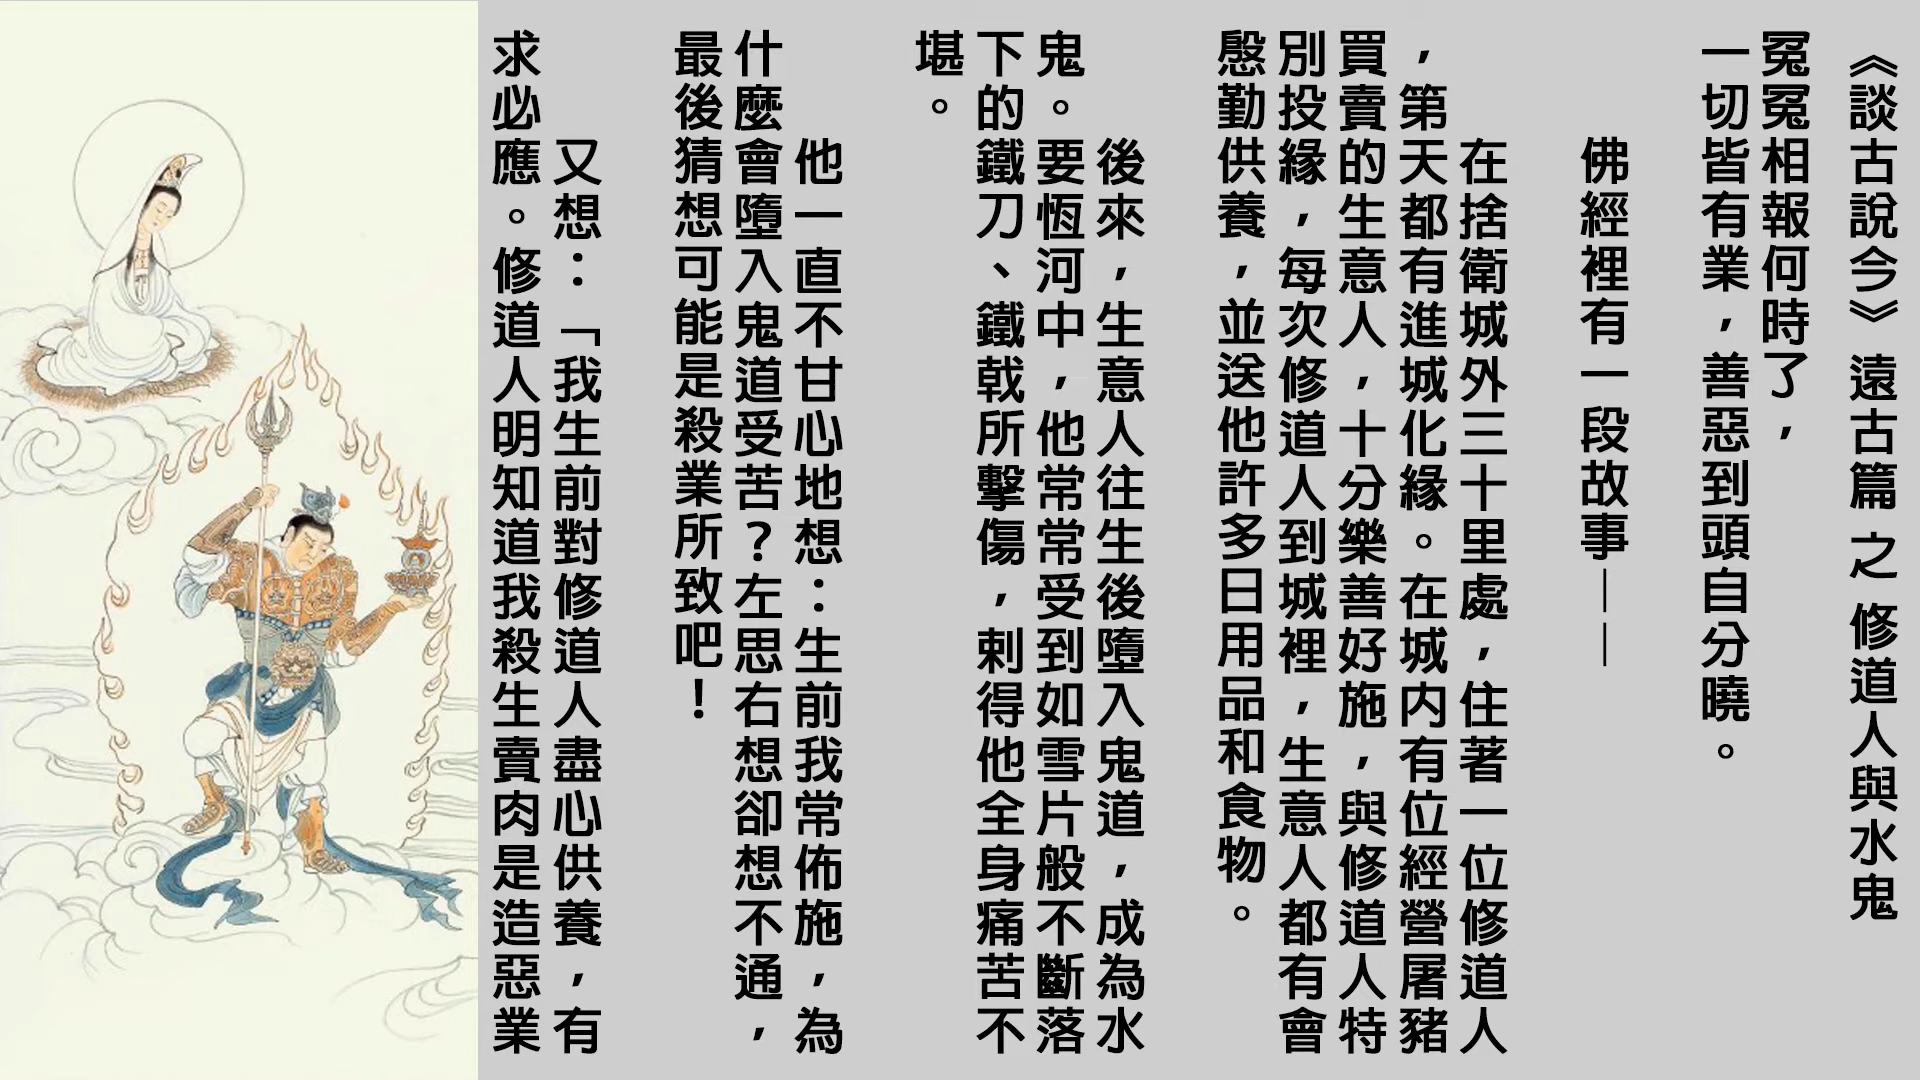 《談古說今》遠古篇 之 修道人與水鬼
冤冤相報何時了，
一切皆有業，善惡到頭自分曉。
佛經裡有一段故事——
在捨衛城外三十里處，住著一位修道人
，第天都有進城化緣。在城内有位經營屠豬
買賣的生意人，十分樂善好施，與修道人特
別投緣，每次修道人到城裡，生意人都有會
慇勤供養，並送他許多日用品和食物。
後來，生意人往生後墮入鬼道，成為水
鬼。要恆河中，他常常受到如雪片般不斷落
下的鐵刀、鐵戟所擊傷，刺得他全身痛苦不
堪。
他一直不甘心地想：生前我常佈施，為
什麼會墮入鬼道受苦？左思右想卻想不通，
最後猜想可能是殺業所致吧！
又想：「我生前對修道人盡心供養，有
求必應。修道人明知道我殺生賣肉是造惡業